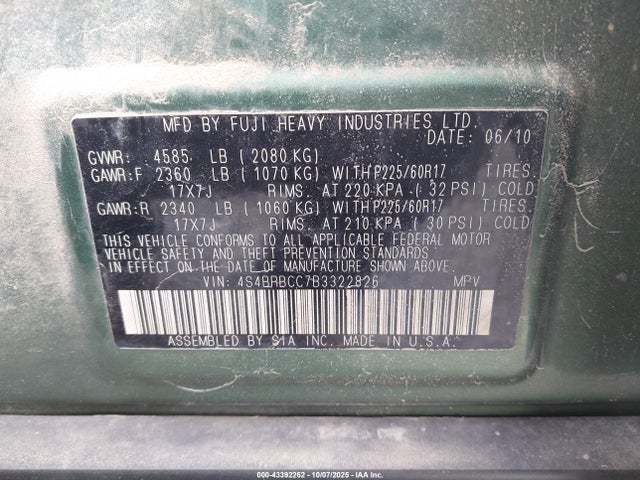 MFD BY FUJI HEAVY INDUSTRIES LTD.
DATE: 06/10
GVWR: 4585 LB ( 2080 KG)
GAWR:F 2360 LB ( 1070 KG) WITH P225/60R17 TIRES.
17X7J RIMS. AT 220 KPA ( 32 PSI) COLD
GAWR:R 2340 LB ( 1060 KG) WITH P225/60R17 TIRES.
17X7J RIMS. AT 210 KPA ( 30 PSI) COLD
THIS VEHICLE CONFORMS TO ALL APPLICABLE FEDERAL MOTOR
VEHICLE SAFETY AND THEFT PREVENTION STANDARDS
IN EFFECT ON THE DATE OF MANUFACTURE SHOWN ABOVE.
VIN: 4S4BRBCC7B3322826 MPV
ASSEMBLED BY SIA INC. MADE IN U.S.A.
000-43392262 - 10/07/2025 - IAA Inc.